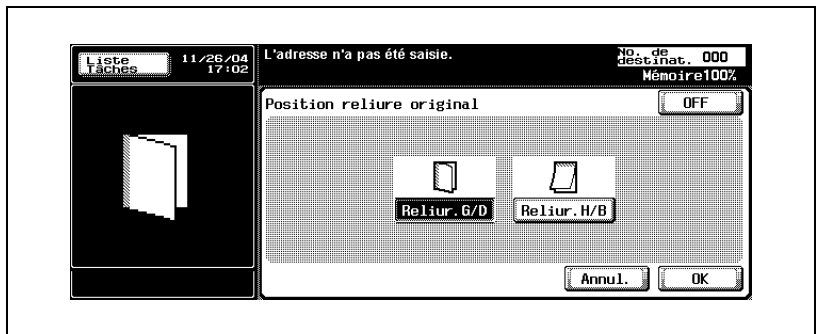 Liste
Tâches
11/26/04
17:02
L'adresse n'a pas été saisie.
No. de
destinat. 000
Mémoire100%
Position reliure original
OFF
Reliur.G/D
Reliur.H/B
Annul.
OK